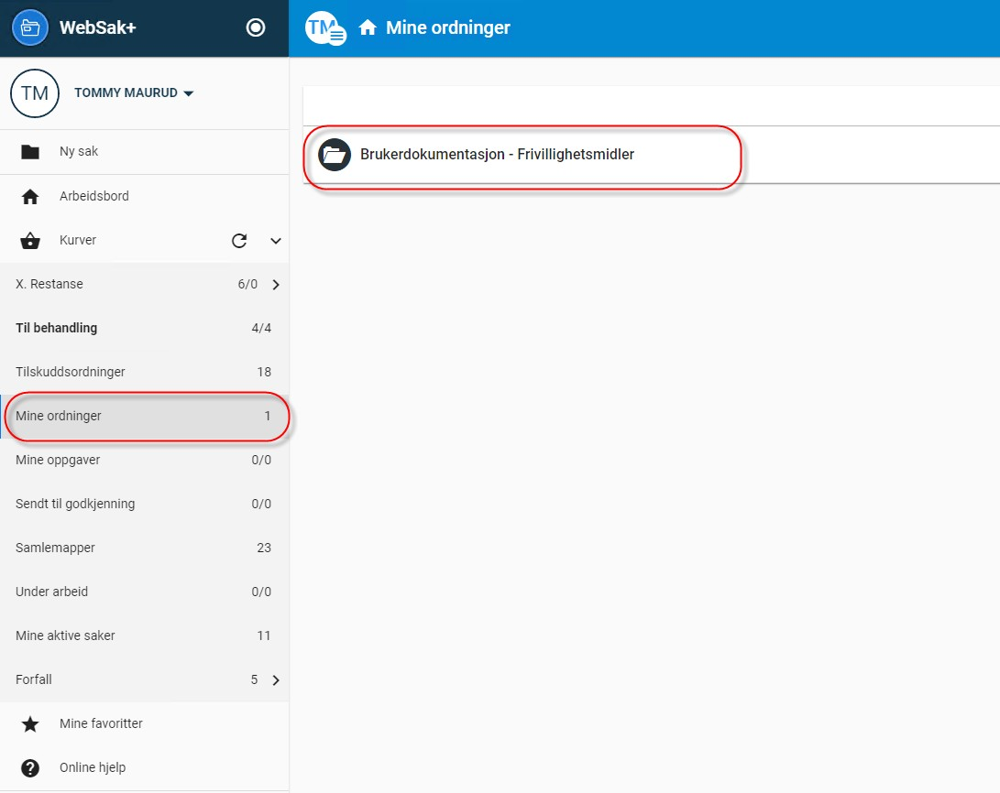 WebSak+
TM Mine ordninger
TM TOMMY MAURUD
Ny sak
Arbeidsbord
Kurver
X. Restanse 6/0
Til behandling 4/4
Tilskuddsordninger 18
Mine ordninger 1
Mine oppgaver 0/0
Sendt til godkjenning 0/0
Samlemapper 23
Under arbeid 0/0
Mine aktive saker 11
Forfall 5
Mine favoritter
Online hjelp
Brukerdokumentasjon - Frivillighetsmidler